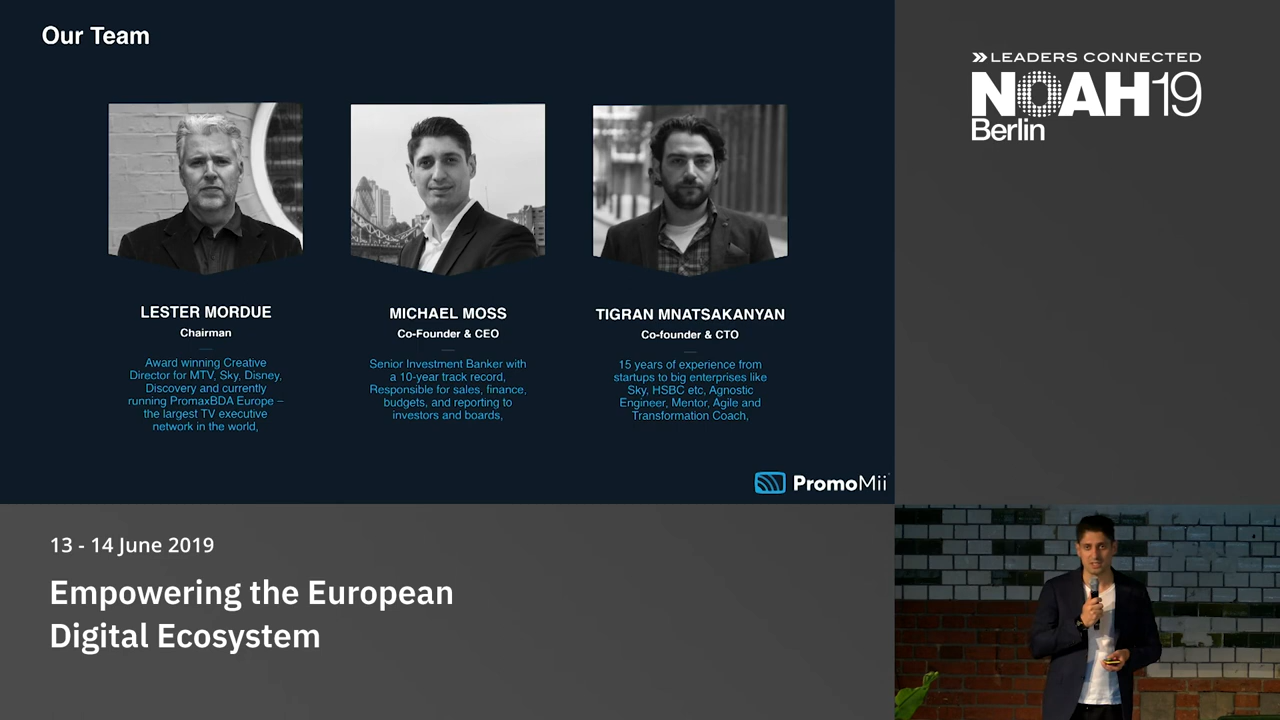 Our Team
LESTER MORDUE
Chairman
Award winning Creative
Director for MTV, Sky, Disney,
Discovery and currently
running PromaxBDA Europe –
the largest TV executive
network in the world,
MICHAEL MOSS
Co-Founder & CEO
Senior Investment Banker with
a 10-year track record,
Responsible for sales, finance,
budgets, and reporting to
investors and boards,
TIGRAN MNATSAKANYAN
Co-founder & CTO
15 years of experience from
startups to big enterprises like
Sky, HSBC etc, Agnostic
Engineer, Mentor, Agile and
Transformation Coach,
PromoMii
LEADERS CONNECTED
NOAH19
Berlin
13 - 14 June 2019
Empowering the European
Digital Ecosystem